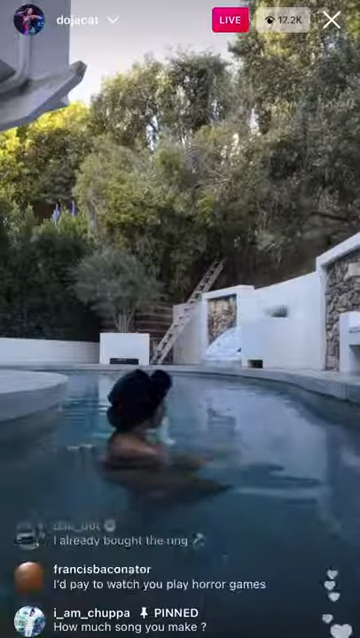 dojacat
LIVE
17.2K
I already bought the ring
francisbaconator
I'd pay to watch you play horror games
i_am_chuppa PINNED
How much song you make ?